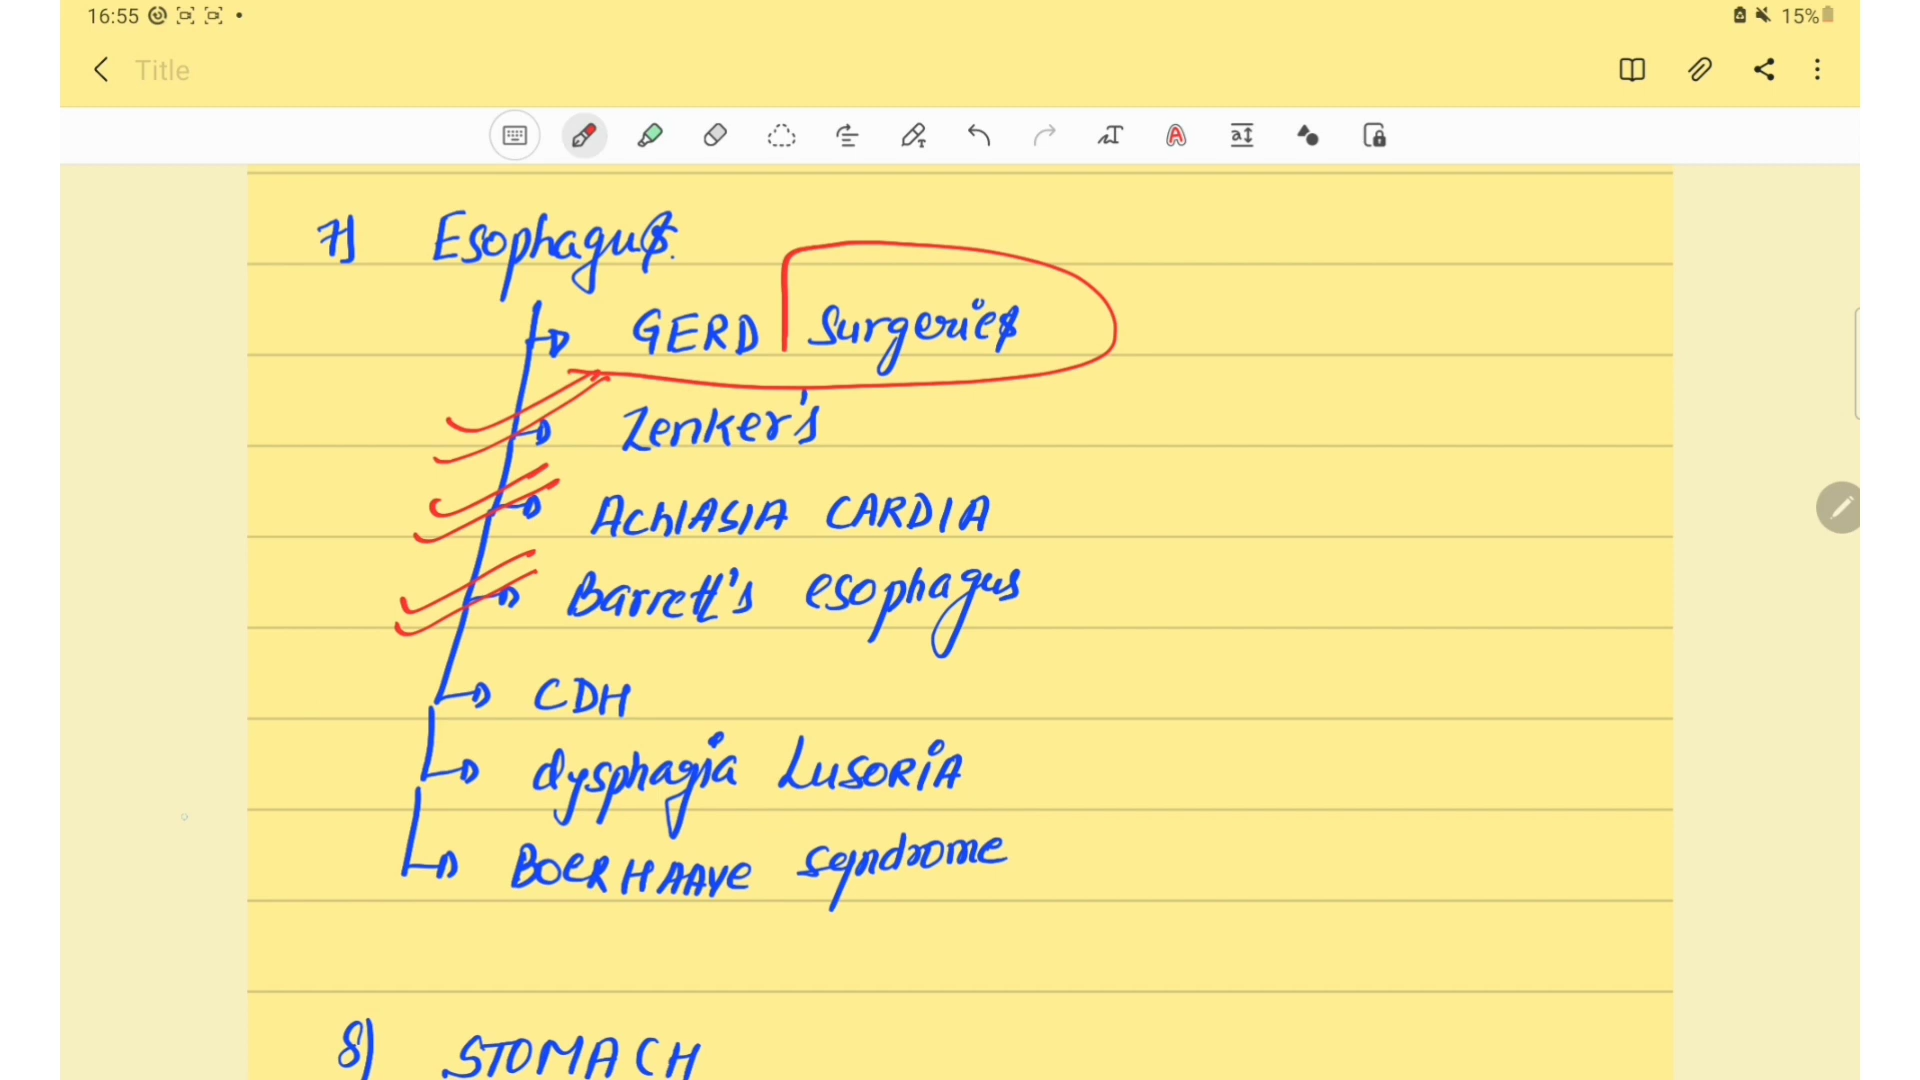 16:55
15%
Title
7) Esophagus.
GERD Surgeries
Zenker's
AChlASIA CARDIA
Barrett's esophagus
CDH
dysphagia LUSORIA
BOERHAAVE syndrome
8) STOMACH